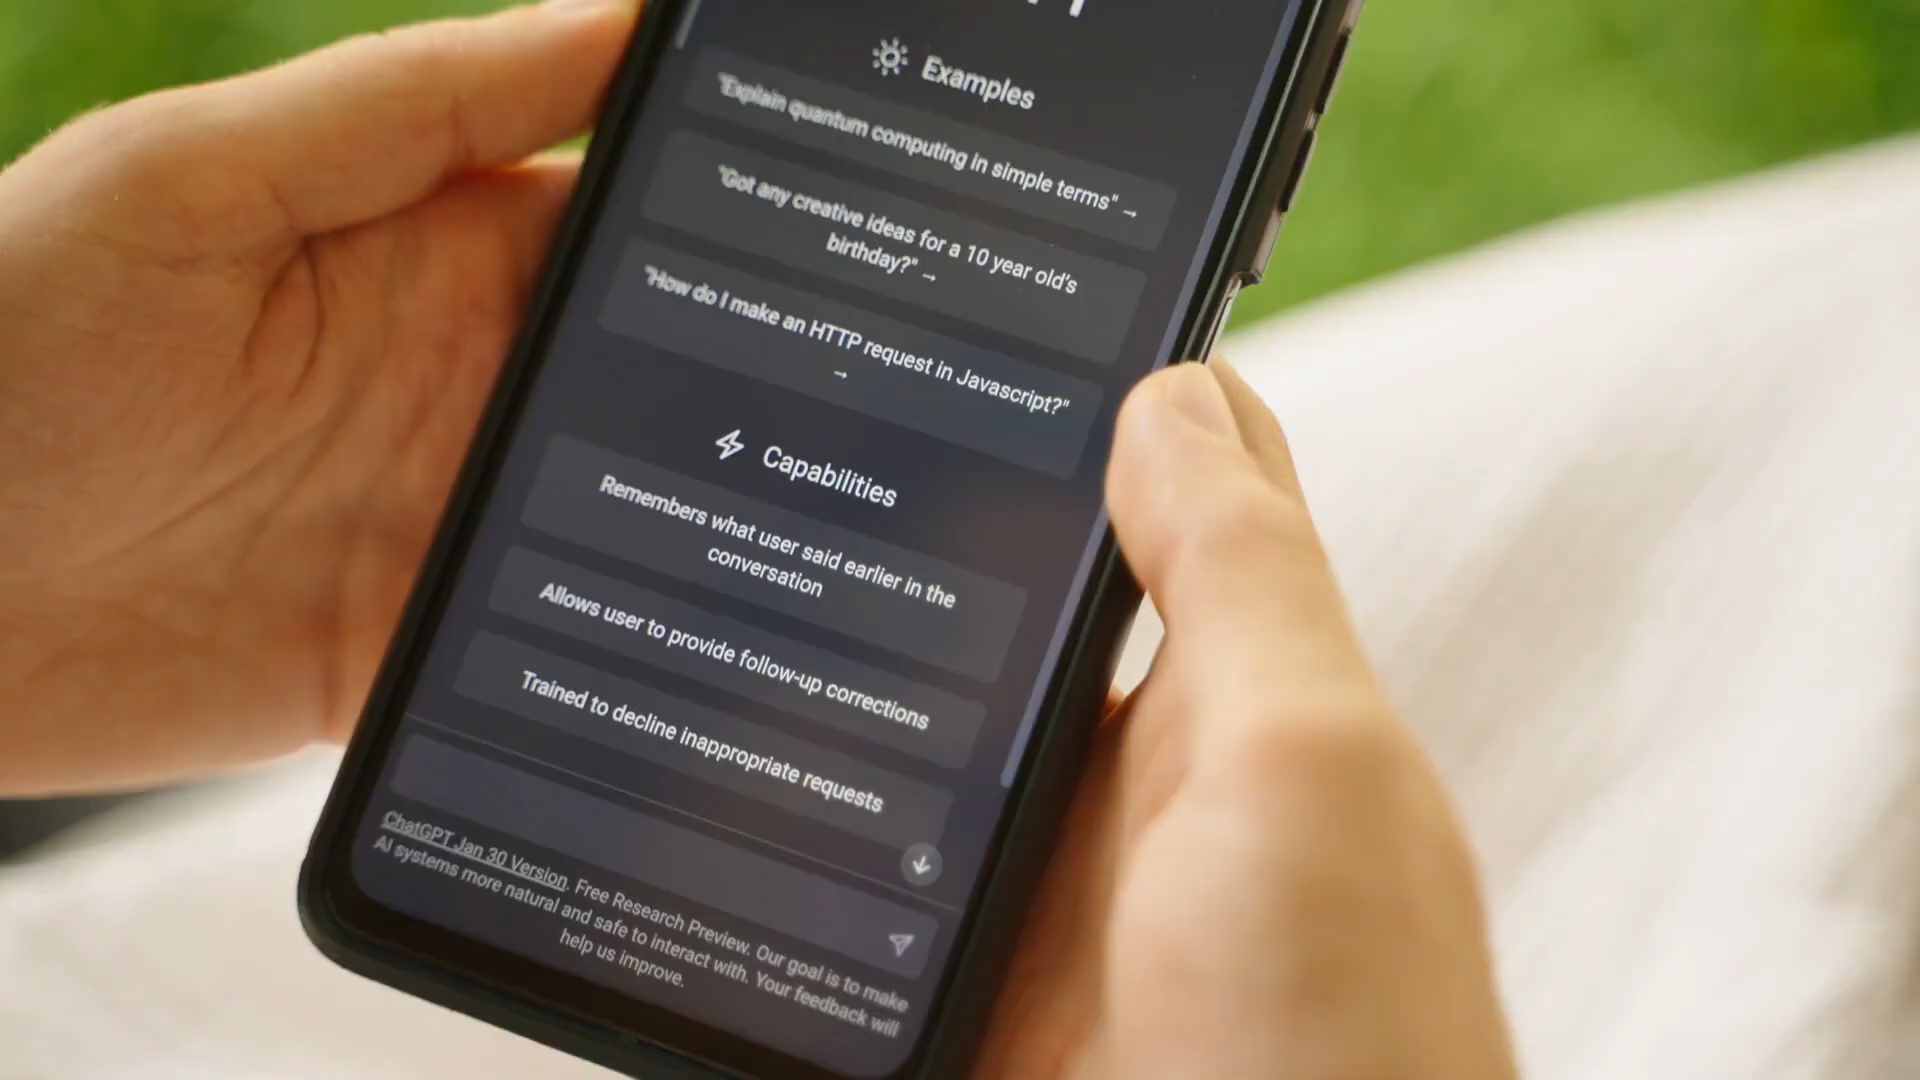 Examples
"Explain quantum computing in simple terms" →
"Got any creative ideas for a 10 year old's
birthday?" →
"How do I make an HTTP request in Javascript?"
→
Capabilities
Remembers what user said earlier in the
conversation
Allows user to provide follow-up corrections
Trained to decline inappropriate requests
ChatGPT Jan 30 Version. Free Research Preview. Our goal is to make
AI systems more natural and safe to interact with. Your feedback will
help us improve.